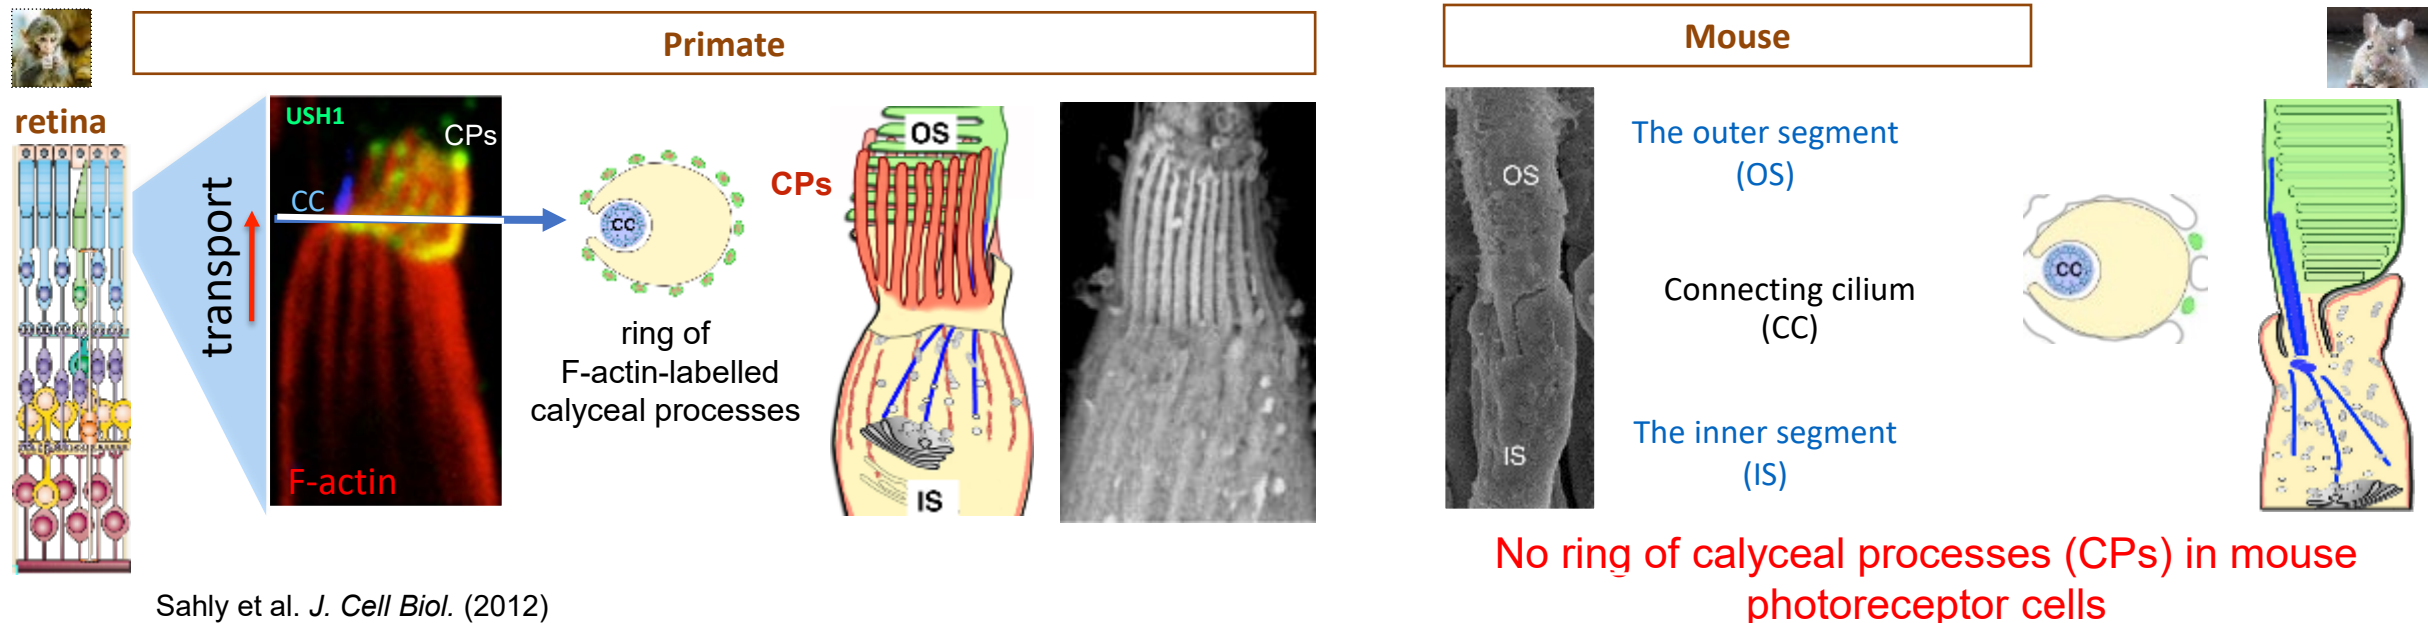 Primate
retina
transport
USH1
CPs
CC
F-actin
CC
ring of
F-actin-labelled
calyceal processes
CPs
OS
IS
Sahly et al. J. Cell Biol. (2012)
Mouse
OS
IS
The outer segment
(OS)
Connecting cilium
(CC)
The inner segment
(IS)
CC
No ring of calyceal processes (CPs) in mouse
photoreceptor cells